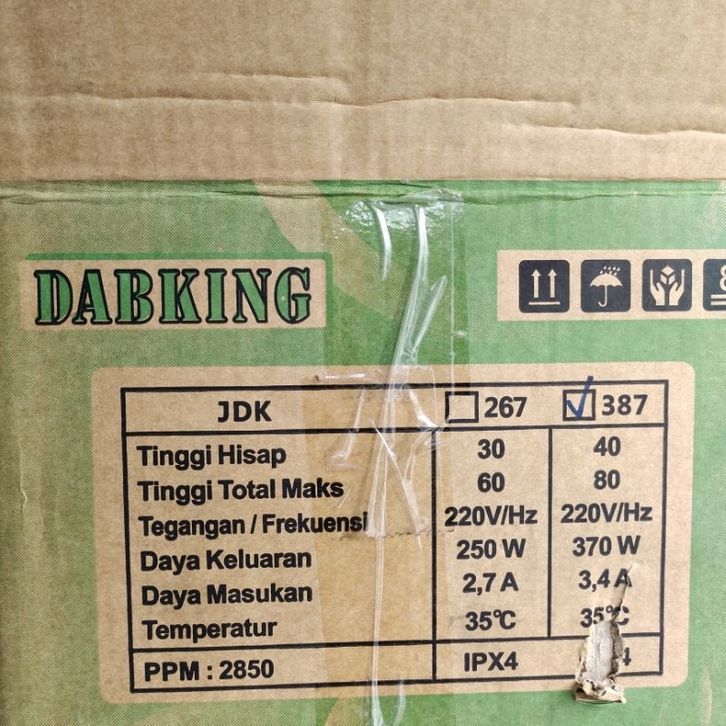 DABKING
JDK 267 387
Tinggi Hisap 30 40
Tinggi Total Maks 60 80
Tegangan / Frekuensi 220V/Hz 220V/Hz
Daya Keluaran 250 W 370 W
Daya Masukan 2,7 A 3,4 A
Temperatur 35℃ 35℃
PPM : 2850 IPX4